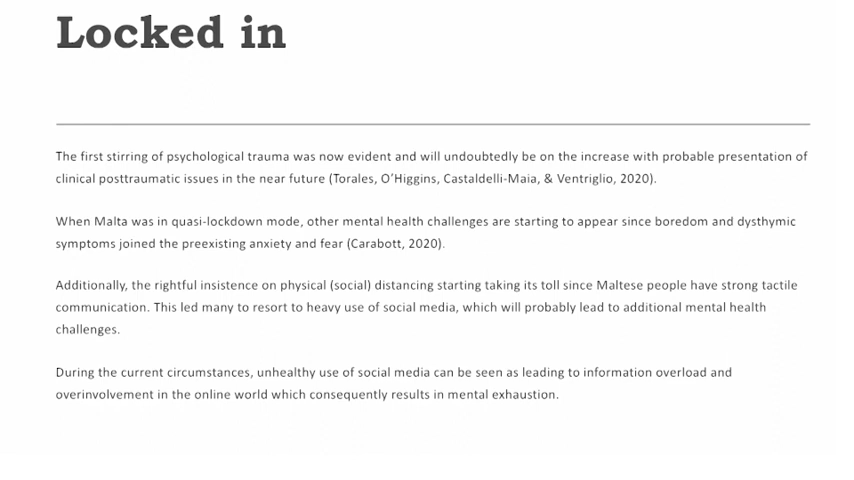 Locked in
The first stirring of psychological trauma was now evident and will undoubtedly be on the increase with probable presentation of
clinical posttraumatic issues in the near future (Torales, O'Higgins, Castaldelli-Maia, & Ventriglio, 2020).
When Malta was in quasi-lockdown mode, other mental health challenges are starting to appear since boredom and dysthymic
symptoms joined the preexisting anxiety and fear (Carabott, 2020).
Additionally, the rightful insistence on physical (social) distancing starting taking its toll since Maltese people have strong tactile
communication. This led many to resort to heavy use of social media, which will probably lead to additional mental health
challenges.
During the current circumstances, unhealthy use of social media can be seen as leading to information overload and
overinvolvement in the online world which consequently results in mental exhaustion.